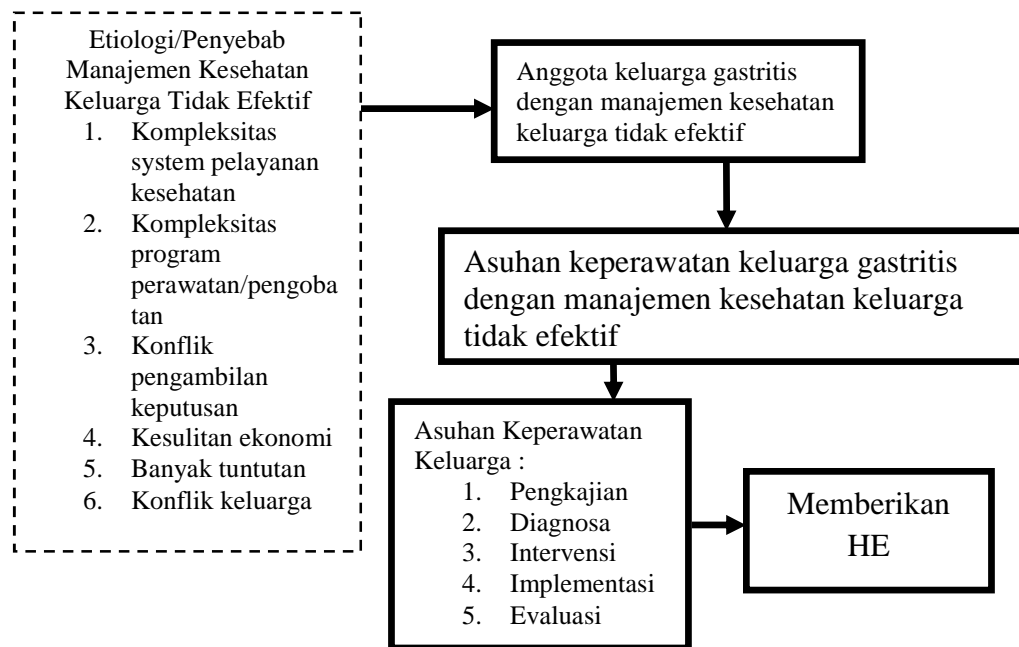 Etiologi/Penyebab
Manajemen Kesehatan
Keluarga Tidak Efektif
1. Kompleksitas
system pelayanan
kesehatan
2. Kompleksitas
program
perawatan/pengoba
tan
3. Konflik
pengambilan
keputusan
4. Kesulitan ekonomi
5. Banyak tuntutan
6. Konflik keluarga
Anggota keluarga gastritis
dengan manajemen kesehatan
keluarga tidak efektif
Asuhan keperawatan keluarga gastritis
dengan manajemen kesehatan keluarga
tidak efektif
Asuhan Keperawatan
Keluarga :
1. Pengkajian
2. Diagnosa
3. Intervensi
4. Implementasi
5. Evaluasi
Memberikan
HE